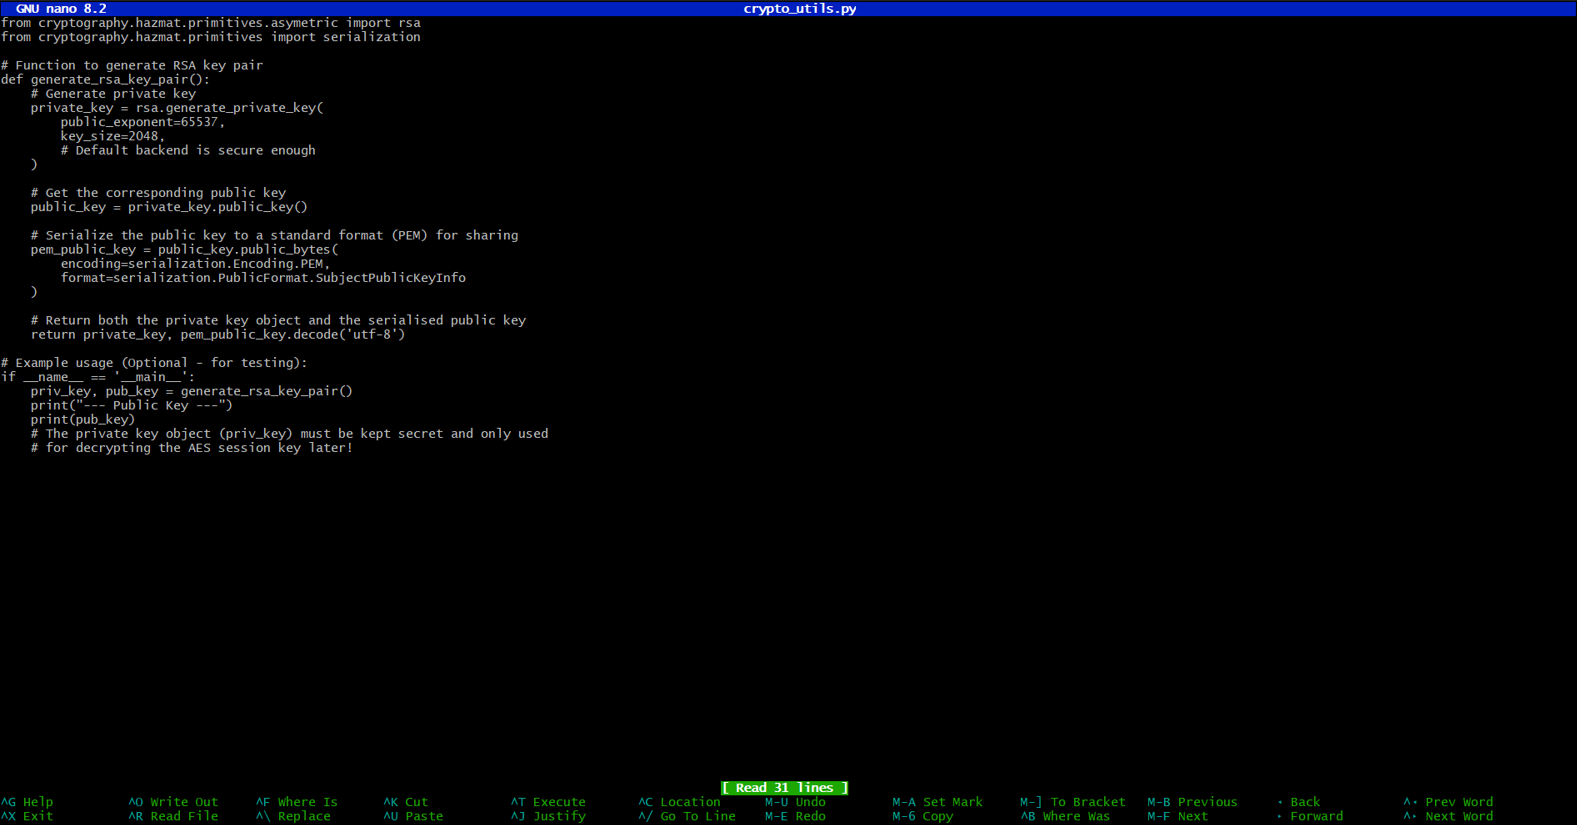 GNU nano 8.2 crypto_utils.py
from cryptography.hazmat.primitives.asymetric import rsa
from cryptography.hazmat.primitives import serialization

# Function to generate RSA key pair
def generate_rsa_key_pair():
    # Generate private key
    private_key = rsa.generate_private_key(
        public_exponent=65537,
        key_size=2048,
        # Default backend is secure enough
    )

    # Get the corresponding public key
    public_key = private_key.public_key()

    # Serialize the public key to a standard format (PEM) for sharing
    pem_public_key = public_key.public_bytes(
        encoding=serialization.Encoding.PEM,
        format=serialization.PublicFormat.SubjectPublicKeyInfo
    )

    # Return both the private key object and the serialised public key
    return private_key, pem_public_key.decode('utf-8')

# Example usage (Optional - for testing):
if __name__ == '__main__':
    priv_key, pub_key = generate_rsa_key_pair()
    print("--- Public Key ---")
    print(pub_key)
    # The private key object (priv_key) must be kept secret and only used
    # for decrypting the AES session key later!

[ Read 31 lines ]
^G Help ^O Write Out ^F Where Is ^K Cut ^T Execute ^C Location M-U Undo M-A Set Mark M-] To Bracket M-B Previous ◂ Back ^◂ Prev Word
^X Exit ^R Read File ^\ Replace ^U Paste ^J Justify ^/ Go To Line M-E Redo M-6 Copy ^B Where Was M-F Next ▸ Forward ^▸ Next Word